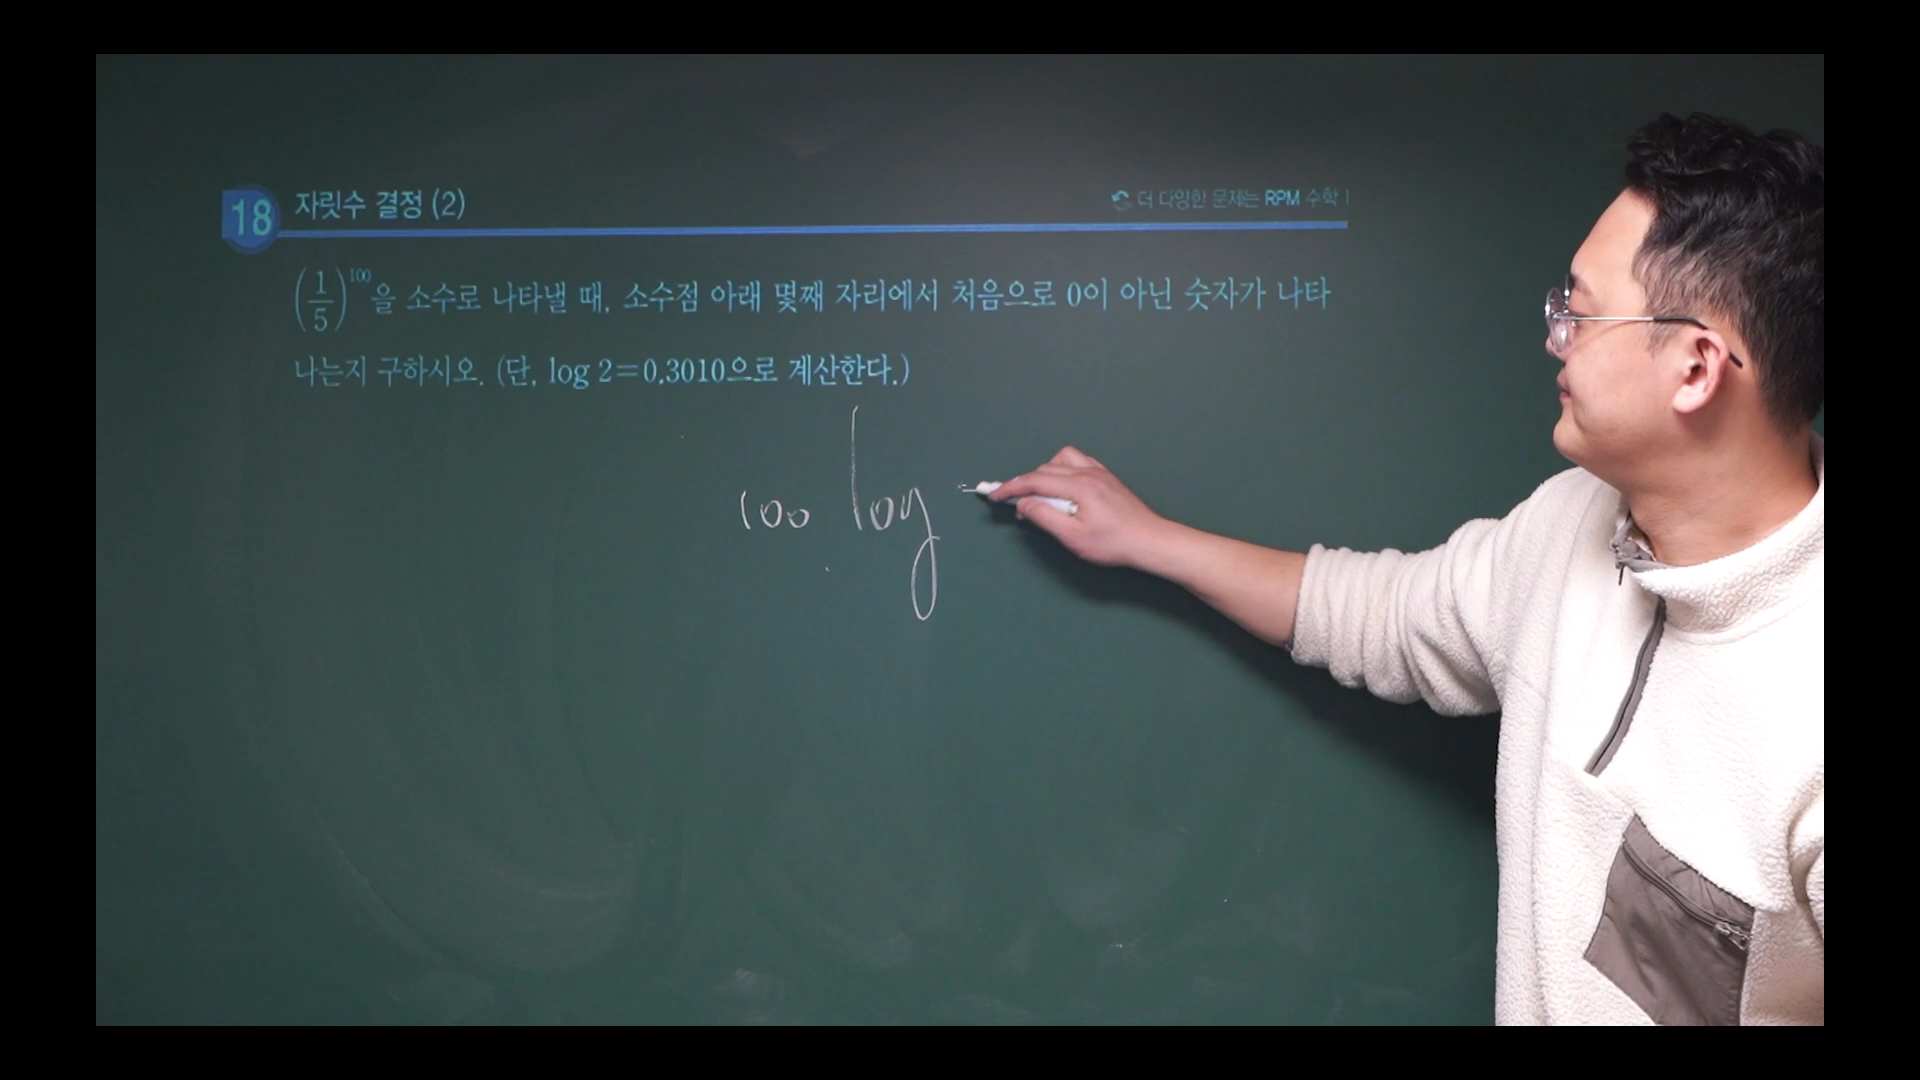 18 자릿수 결정 (2)
더 다양한 문제는 RPM 수학 I
(1/5)^100을 소수로 나타낼 때, 소수점 아래 몇째 자리에서 처음으로 0이 아닌 숫자가 나타
나는지 구하시오. (단, log 2=0.3010으로 계산한다.)
100 log